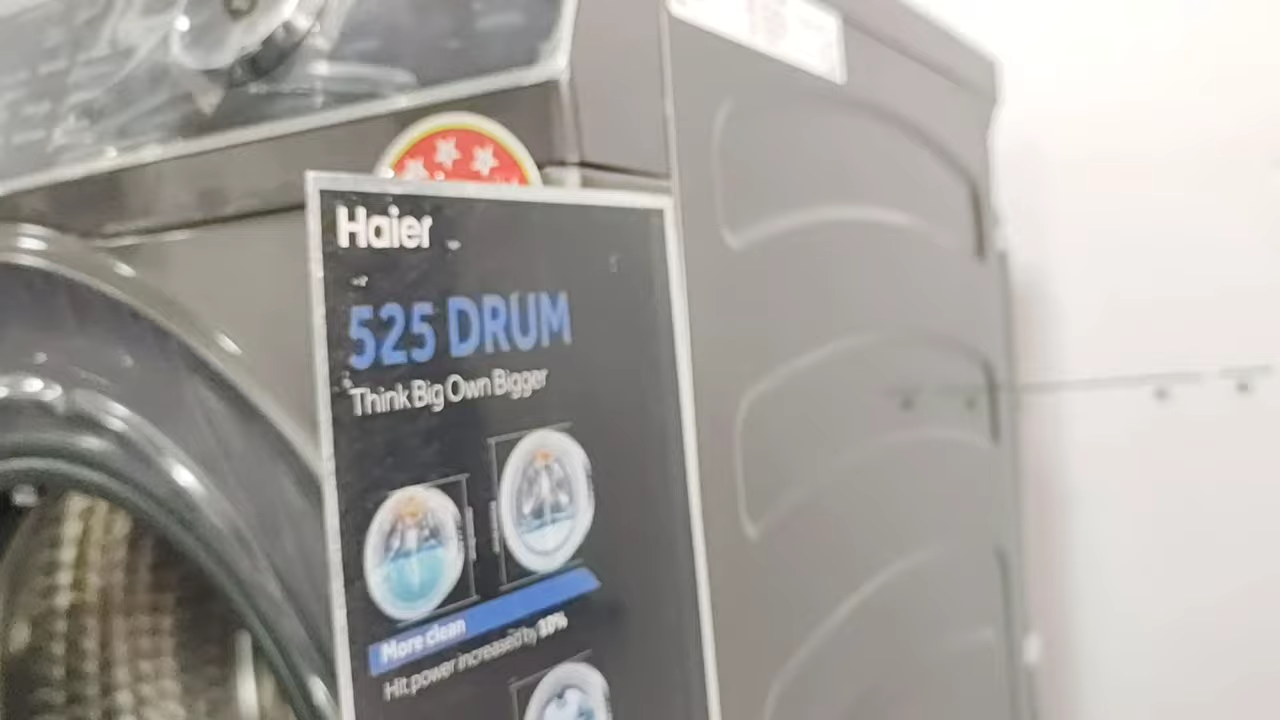 Haier
525 DRUM
Think Big Own Bigger
More clean
Hit power increased by 10%